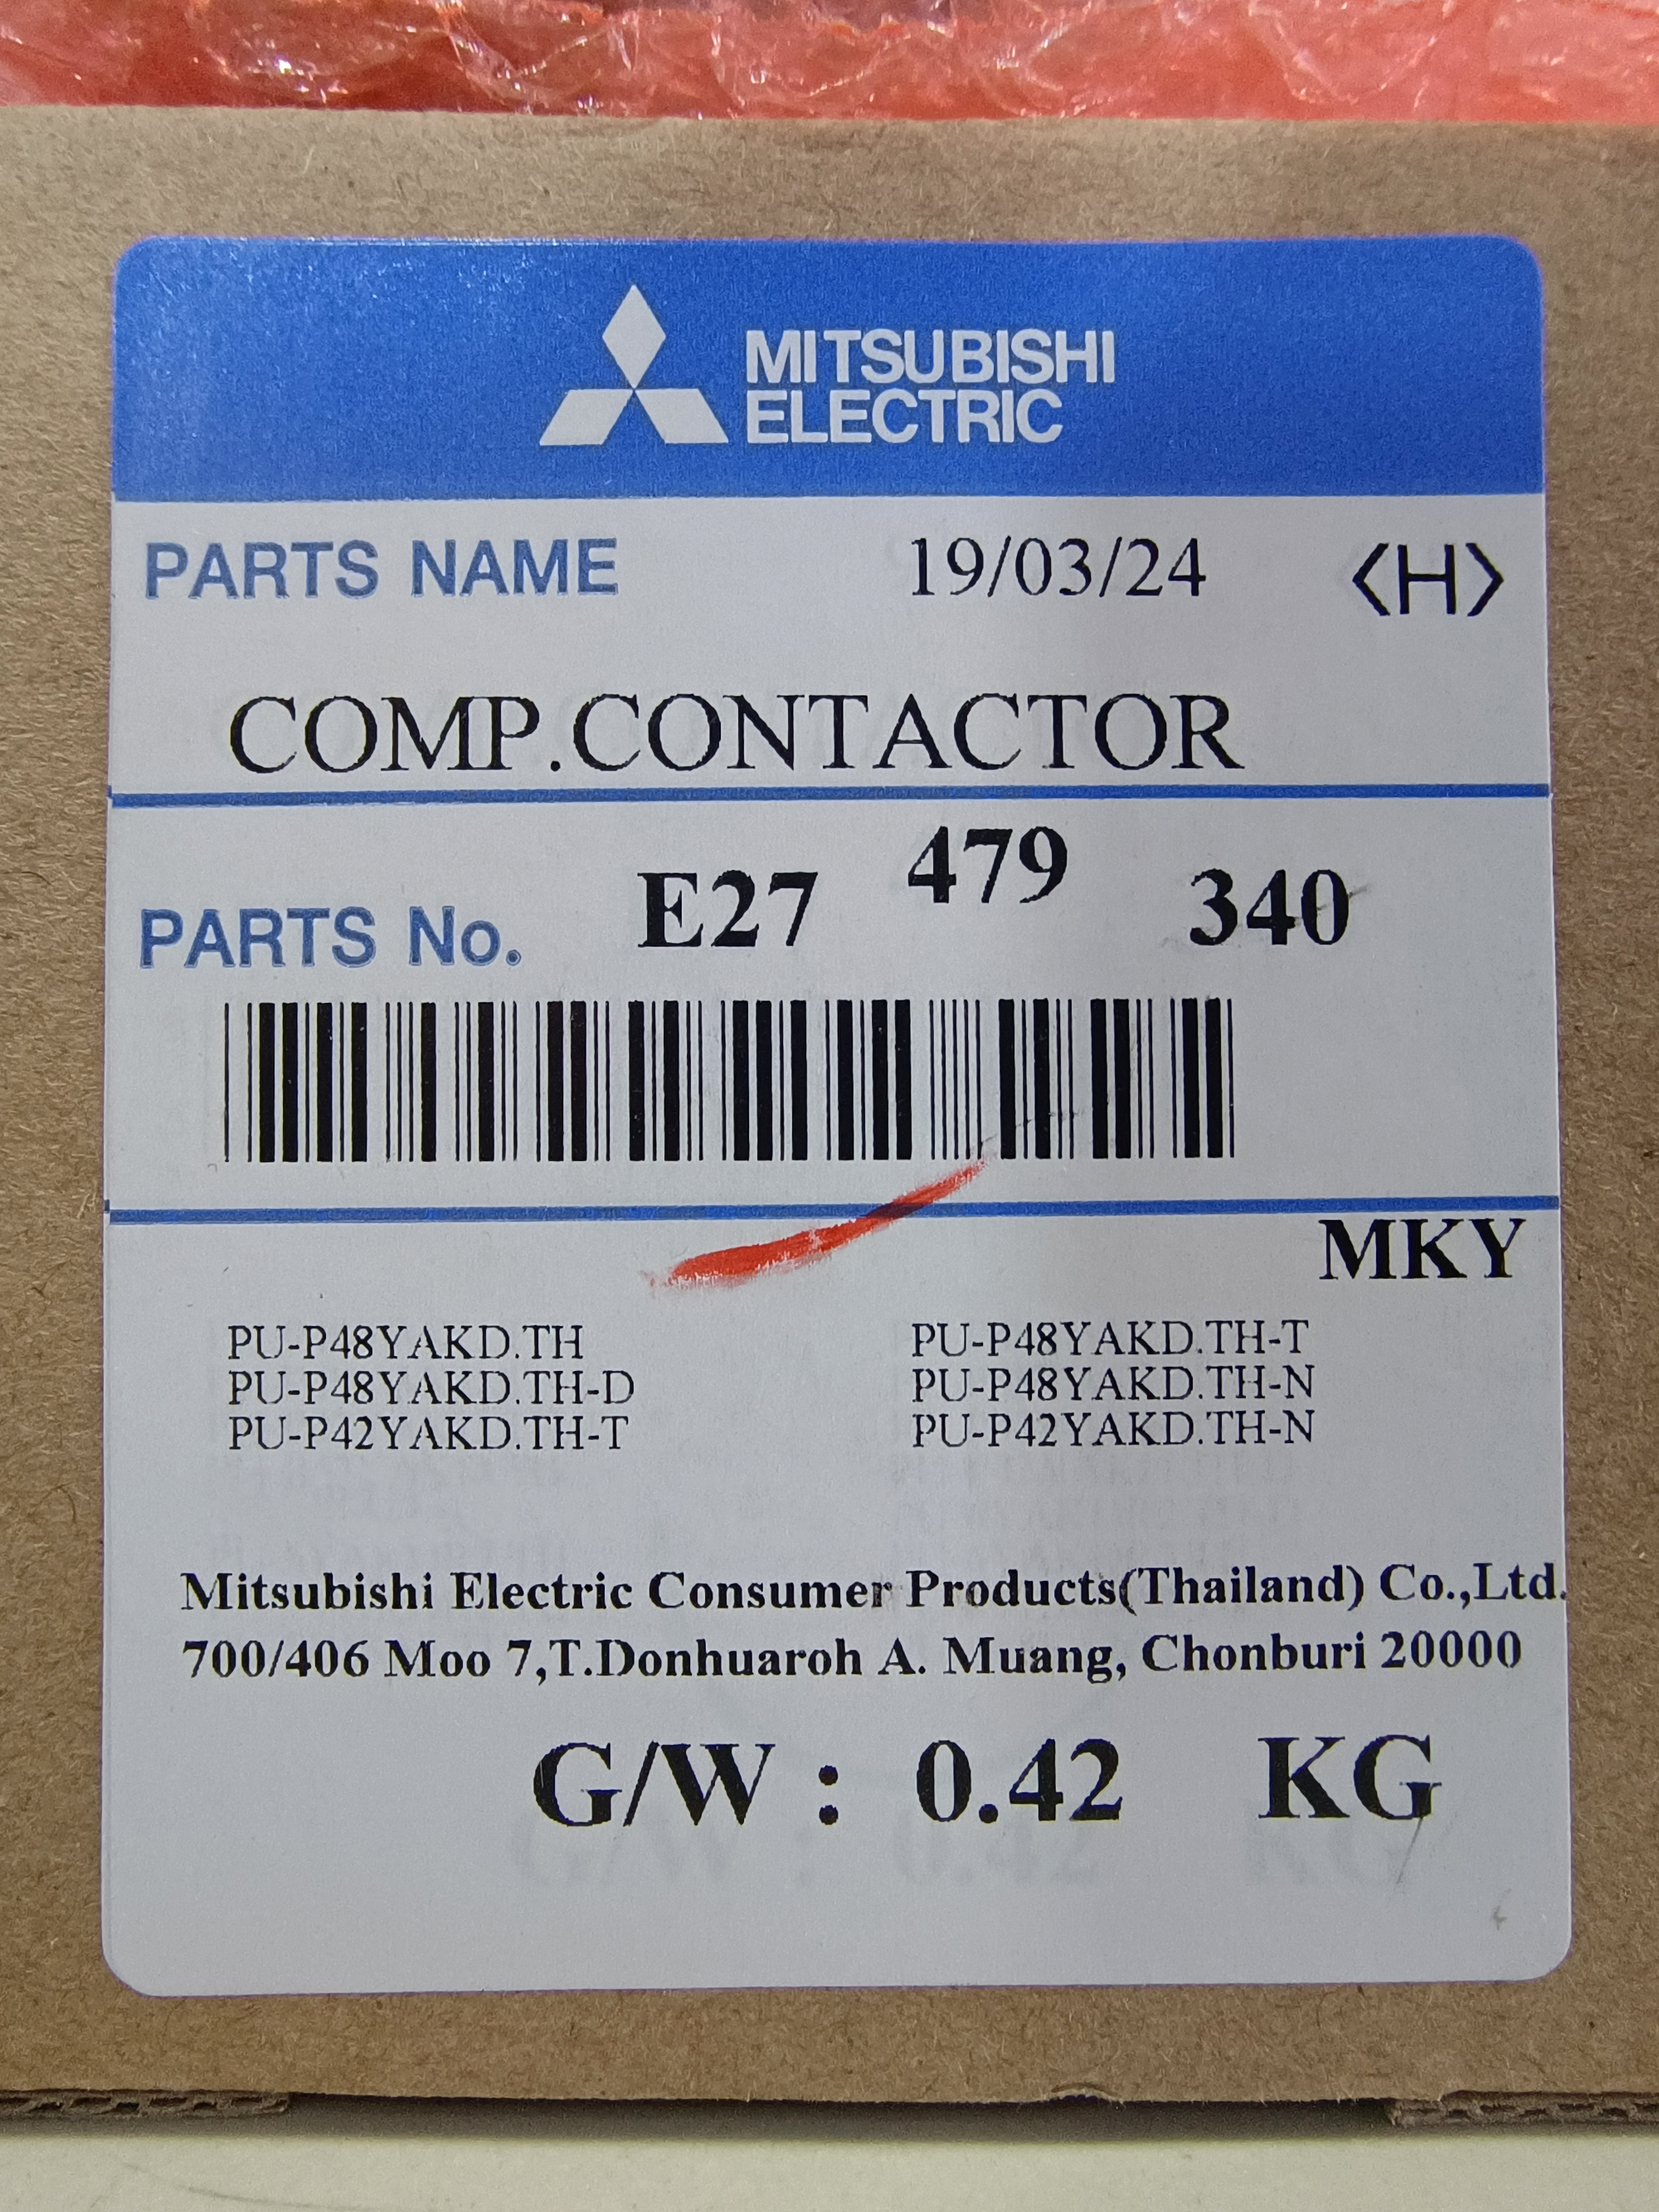 MITSUBISHI
ELECTRIC
PARTS NAME 19/03/24 <H>
COMP.CONTACTOR
PARTS No. E27 479 340
MKY
PU-P48YAKD.TH PU-P48YAKD.TH-T
PU-P48YAKD.TH-D PU-P48YAKD.TH-N
PU-P42YAKD.TH-T PU-P42YAKD.TH-N
Mitsubishi Electric Consumer Products(Thailand) Co.,Ltd.
700/406 Moo 7,T.Donhuaroh A. Muang, Chonburi 20000
G/W : 0.42 KG